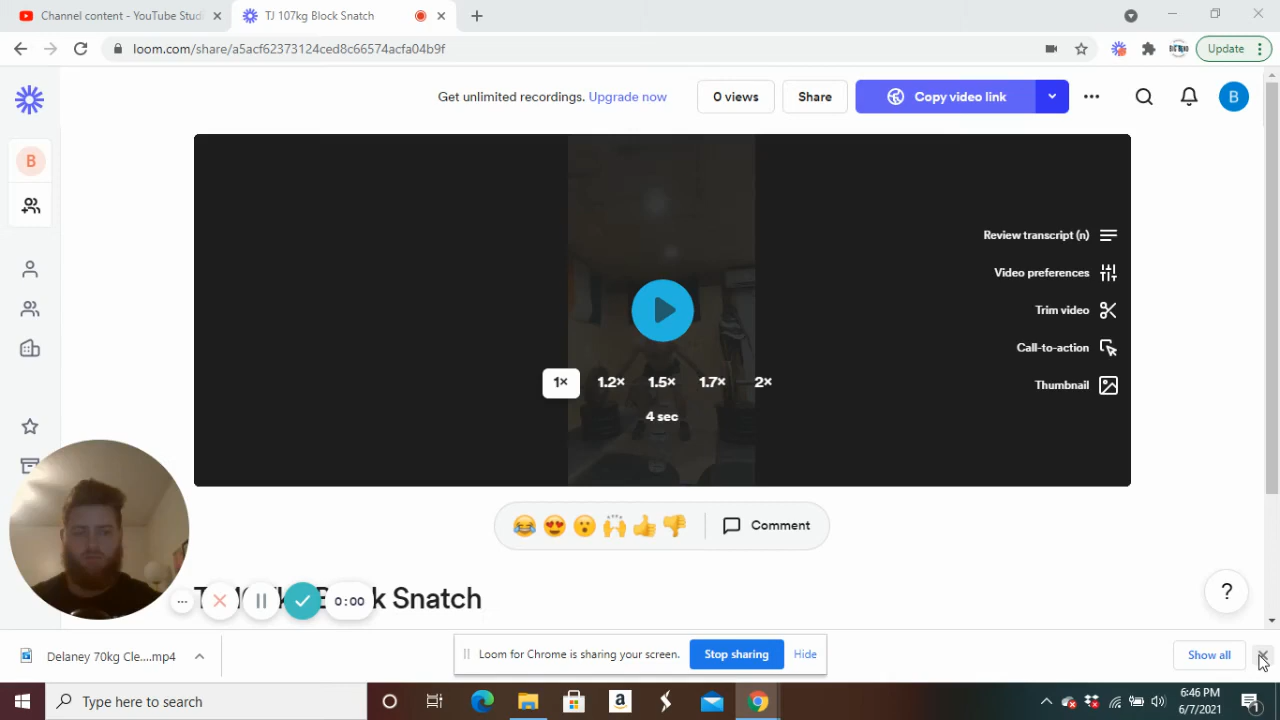 Channel content - YouTube Studi
TJ 107kg Block Snatch
loom.com/share/a5acf62373124ced8c66574acfa04b9f
Update
Get unlimited recordings. Upgrade now
0 views
Share
Copy video link
B
B
Review transcript (n)
Video preferences
Trim video
Call-to-action
Thumbnail
1× 1.2× 1.5× 1.7× 2×
4 sec
Comment
k Snatch
0:00
?
Delaney 70kg Cle....mp4
Loom for Chrome is sharing your screen.
Stop sharing
Hide
Show all
Type here to search
6:46 PM
6/7/2021
1